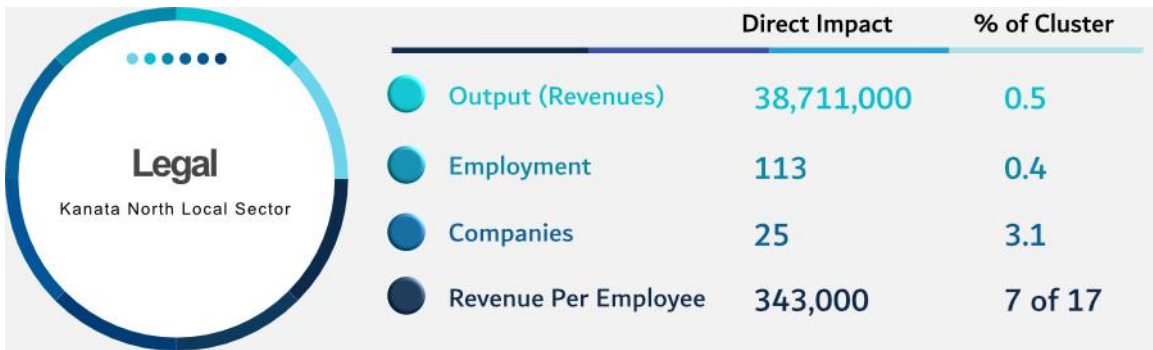 Legal
Kanata North Local Sector
Direct Impact % of Cluster
Output (Revenues) 38,711,000 0.5
Employment 113 0.4
Companies 25 3.1
Revenue Per Employee 343,000 7 of 17